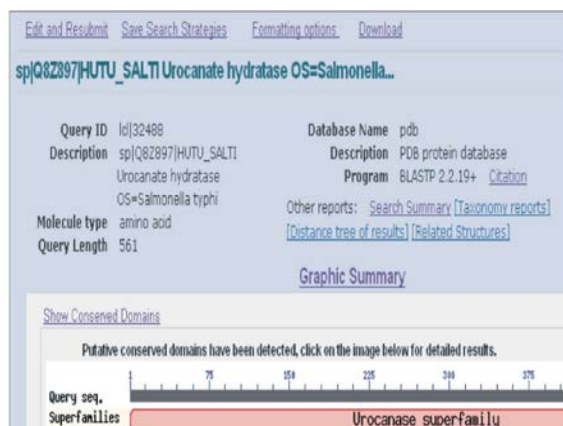 Edit and Resubmit Save Search Strategies Formatting options Download
sp|Q8Z897|HUTU_SALTI Urocanate hydratase OS=Salmonella...
Query ID lcl|32488
Description sp|Q8Z897|HUTU_SALTI
Urocanate hydratase
OS=Salmonella typhi
Molecule type amino acid
Query Length 561
Database Name pdb
Description PDB protein database
Program BLASTP 2.2.19+ Citation
Other reports: Search Summary [Taxonomy reports]
[Distance tree of results] [Related Structures]
Graphic Summary
Show Conserved Domains
Putative conserved domains have been detected, click on the image below for detailed results.
1 75 150 225 300 375
Query seq.
Superfamilies Urocanase superfamily